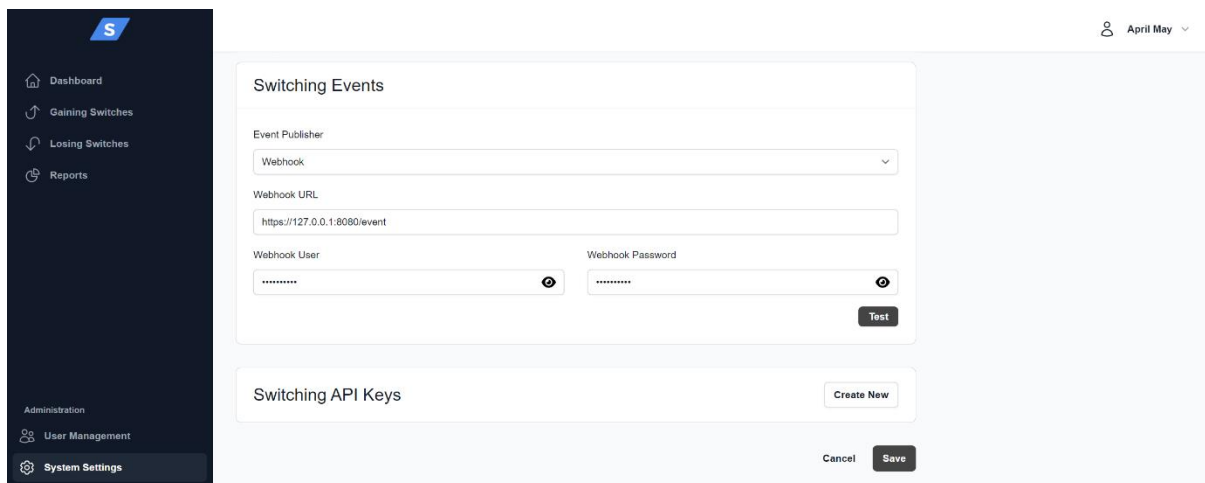 S
April May
Dashboard
Gaining Switches
Losing Switches
Reports
Administration
User Management
System Settings
Switching Events
Event Publisher
Webhook
Webhook URL
https://127.0.0.1:8080/event
Webhook User Webhook Password
•••••••••• ••••••••••
Test
Switching API Keys Create New
Cancel Save